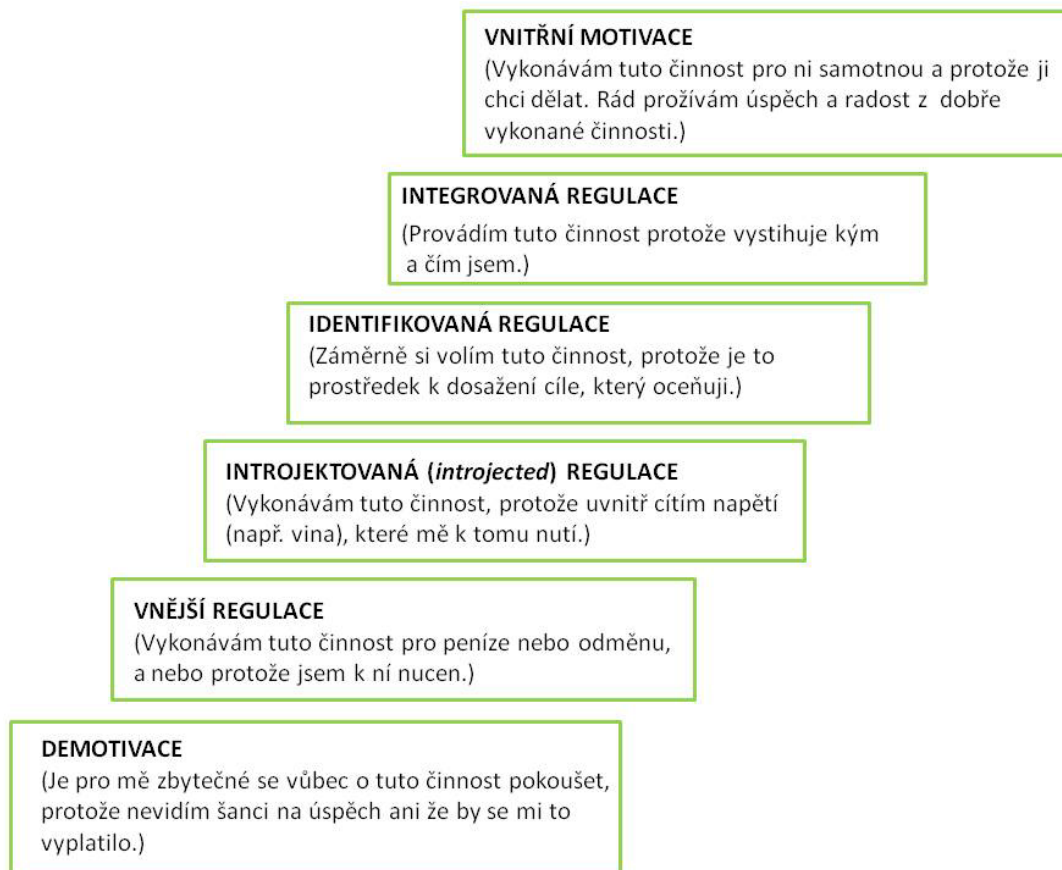 VNITŘNÍ MOTIVACE
(Vykonávám tuto činnost pro ni samotnou a protože ji
chci dělat. Rád prožívám úspěch a radost z dobře
vykonané činnosti.)
INTEGROVANÁ REGULACE
(Provádím tuto činnost protože vystihuje kým
a čím jsem.)
IDENTIFIKOVANÁ REGULACE
(Záměrně si volím tuto činnost, protože je to
prostředek k dosažení cíle, který oceňuji.)
INTROJEKTOVANÁ (introjected) REGULACE
(Vykonávám tuto činnost, protože uvnitř cítím napětí
(např. vina), které mě k tomu nutí.)
VNĚJŠÍ REGULACE
(Vykonávám tuto činnost pro peníze nebo odměnu,
a nebo protože jsem k ní nucen.)
DEMOTIVACE
(Je pro mě zbytečné se vůbec o tuto činnost pokoušet,
protože nevidím šanci na úspěch ani že by se mi to
vyplatilo.)